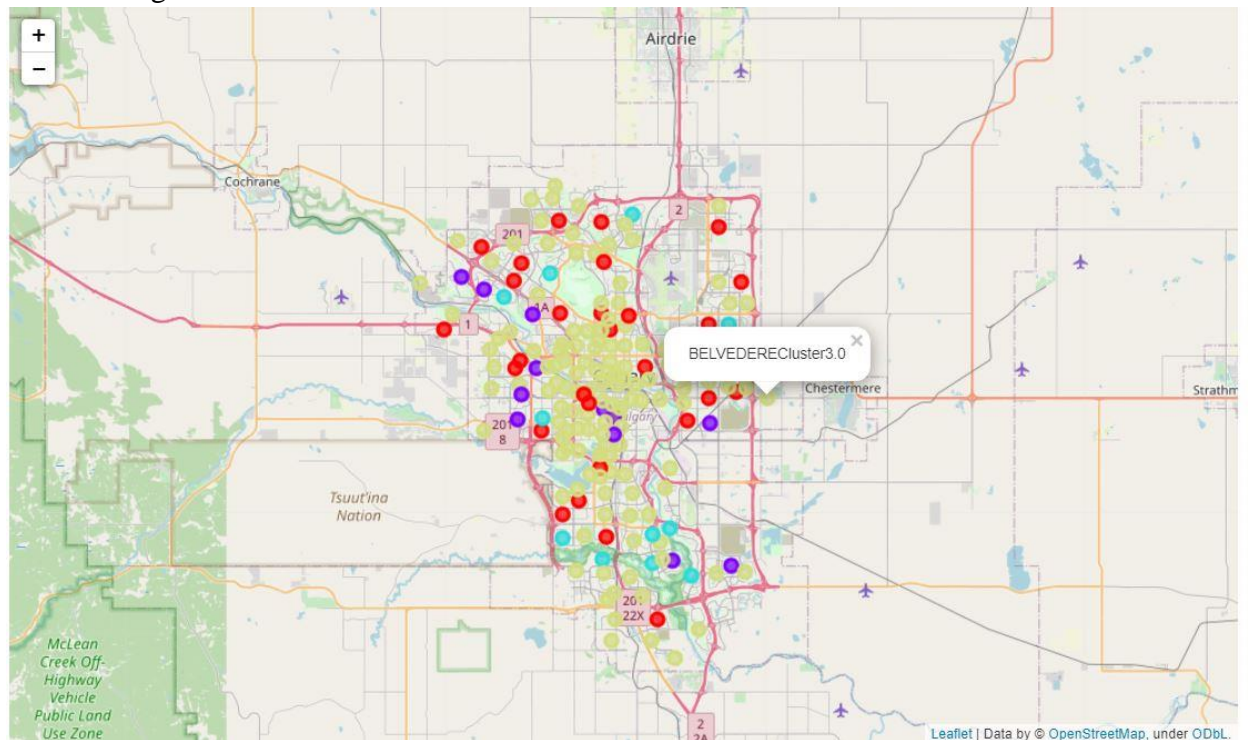 +
−
Airdrie
Cochrane
2
201
1A
1
BELVEDERECluster3.0
×
Chestermere
Strathm
201
8
Tsuut'ina
Nation
McLean
Creek Off-
Highway
Vehicle
Public Land
Use Zone
22X
2
2A
Leaflet | Data by © OpenStreetMap, under ODbL.